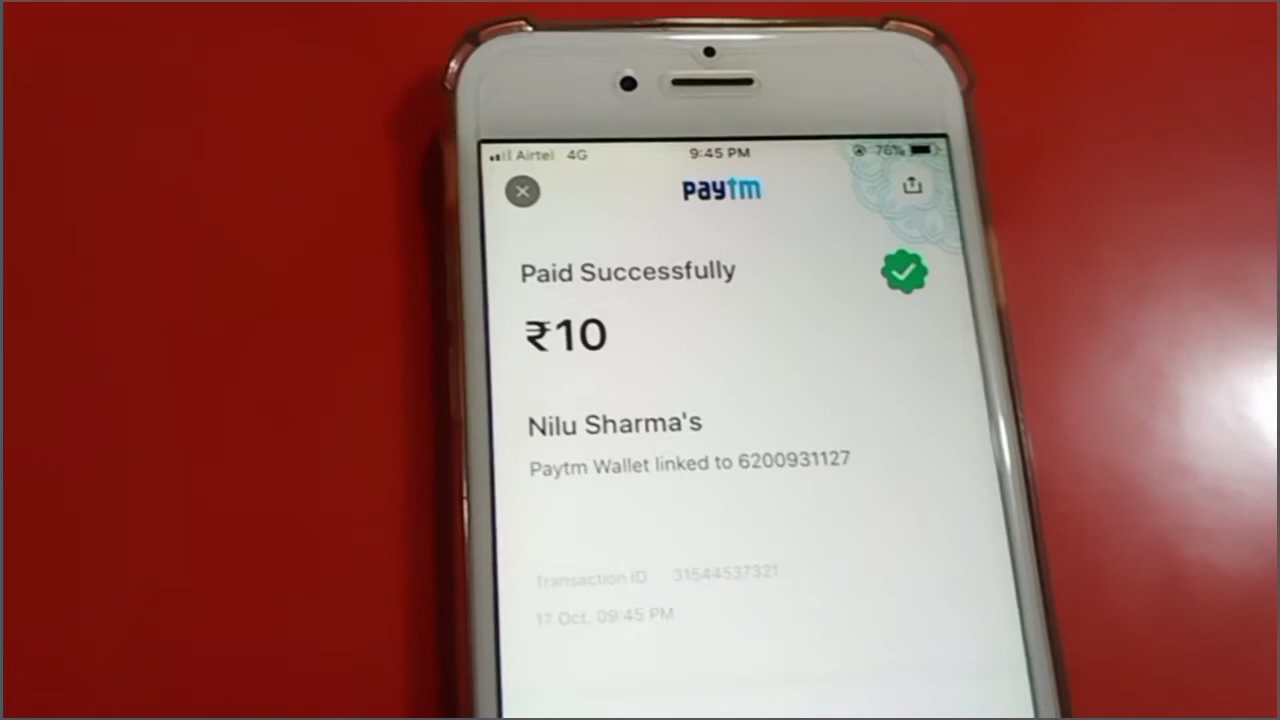 Airtel 4G 9:45 PM 76%
paytm
Paid Successfully
₹10
Nilu Sharma's
Paytm Wallet linked to 6200931127
Transaction ID 31544537321
17 Oct, 09:45 PM